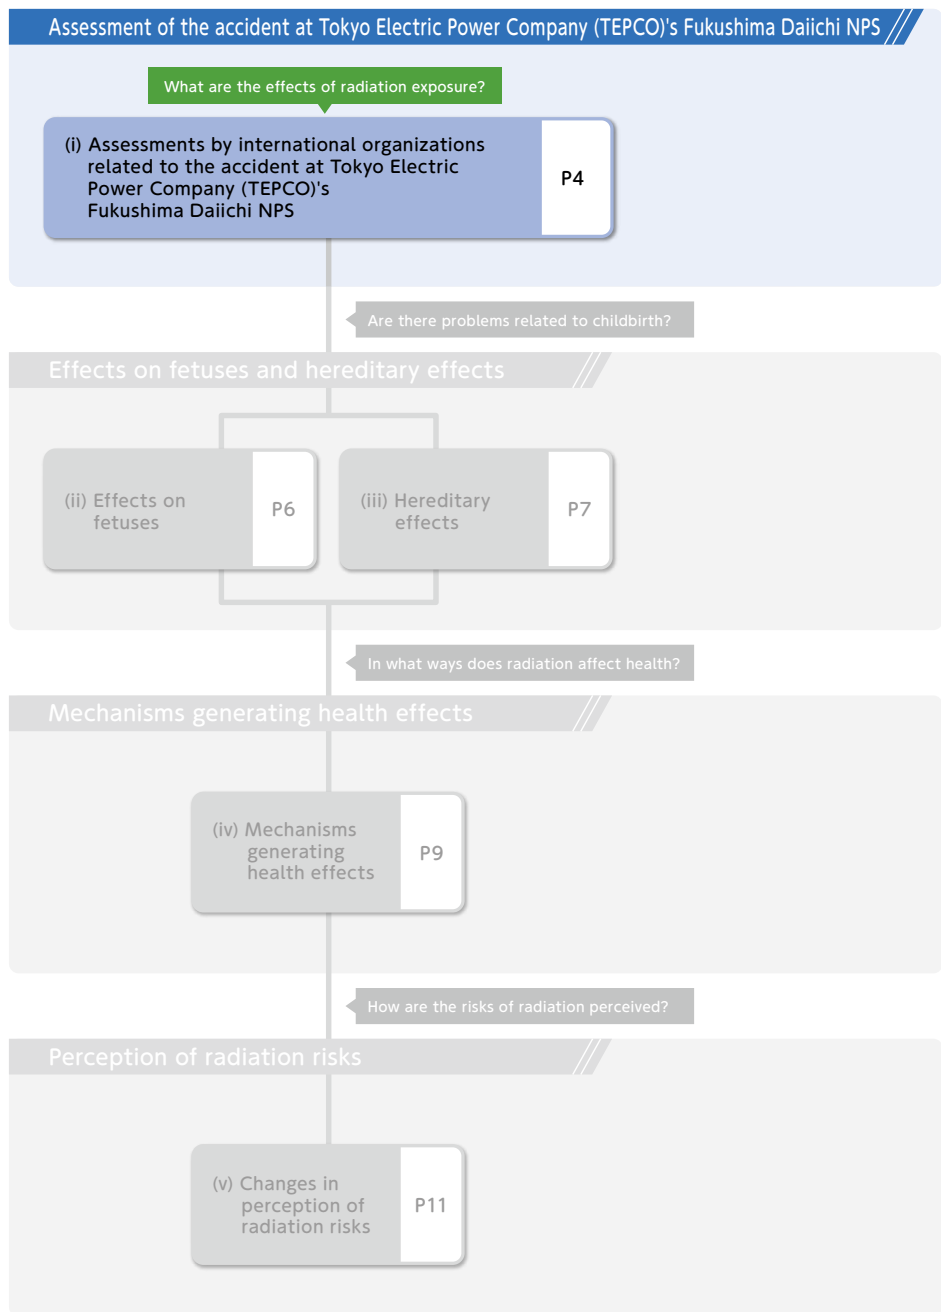 Assessment of the accident at Tokyo Electric Power Company (TEPCO)'s Fukushima Daiichi NPS
What are the effects of radiation exposure?
(i) Assessments by international organizations
related to the accident at Tokyo Electric
Power Company (TEPCO)'s
Fukushima Daiichi NPS
P4
Are there problems related to childbirth?
Effects on fetuses and hereditary effects
(ii) Effects on
fetuses
P6
(iii) Hereditary
effects
P7
In what ways does radiation affect health?
Mechanisms generating health effects
(iv) Mechanisms
generating
health effects
P9
How are the risks of radiation perceived?
Perception of radiation risks
(v) Changes in
perception of
radiation risks
P11